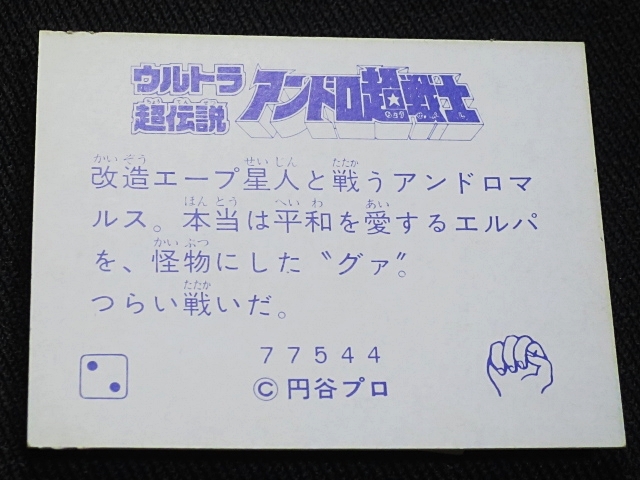 ウルトラ
超伝説
アンドロ超戦士
改造エープ星人と戦うアンドロマ
ルス。本当は平和を愛するエルパ
を、怪物にした〝グァ〟。
つらい戦いだ。
77544
©円谷プロ